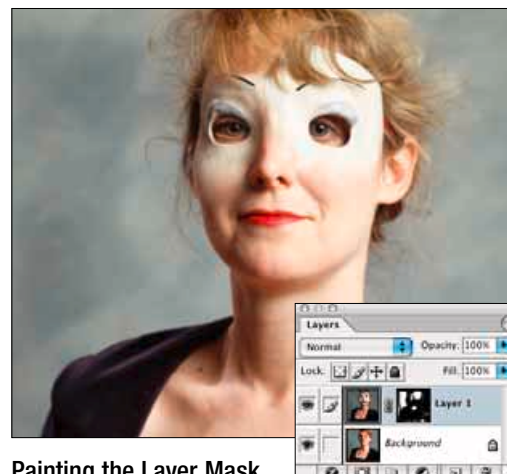 Layers
Normal Opacity: 100%
Lock: Fill: 100%
Layer 1
Background
Painting the Layer Mask